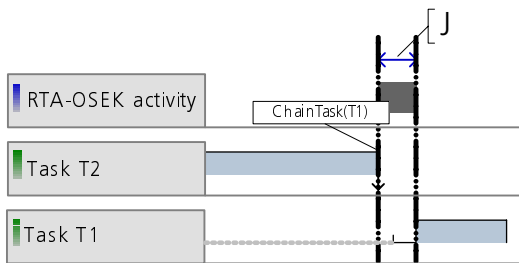 J
RTA-OSEK activity
ChainTask(T1)
Task T2
Task T1